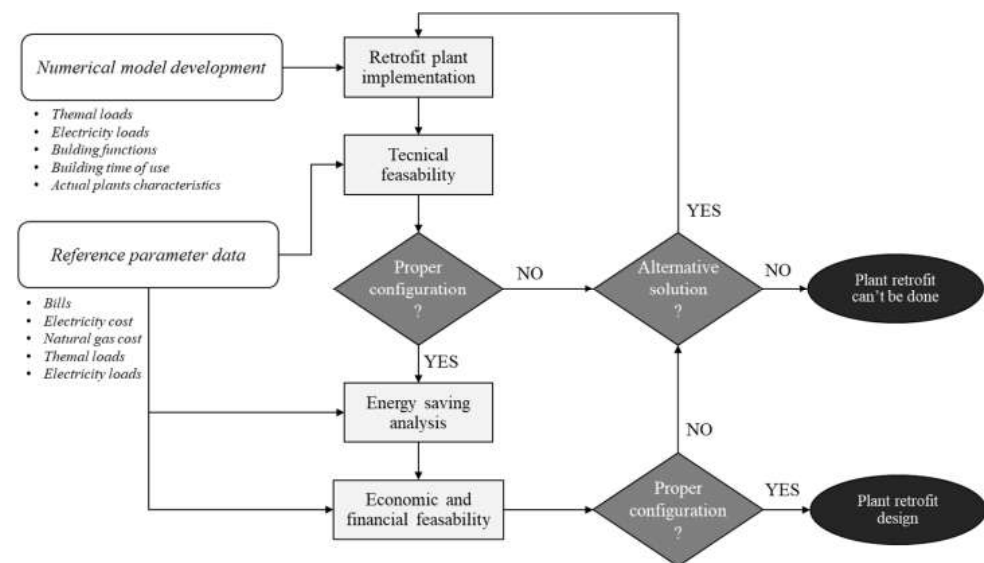 Numerical model development
• Themal loads
• Electricity loads
• Bulding functions
• Building time of use
• Actual plants characteristics
Reference parameter data
• Bills
• Electricity cost
• Natural gas cost
• Themal loads
• Electricity loads
Retrofit plant
implementation
Tecnical
feasability
Proper
configuration
?
NO
YES
Energy saving
analysis
Economic and
financial feasability
YES
Alternative
solution
?
NO
Plant retrofit
can't be done
NO
Proper
configuration
?
YES
Plant retrofit
design